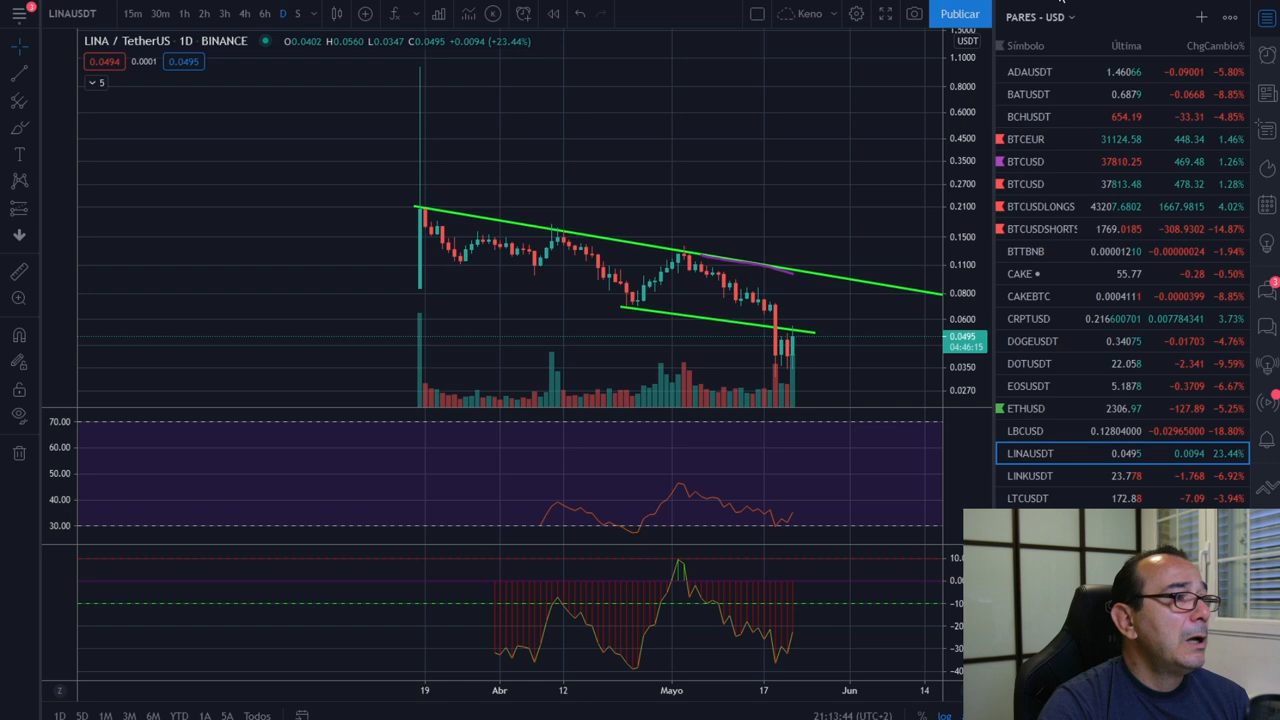 3
LINAUSDT 15m 30m 1h 2h 3h 4h 6h D S Keno Publicar
PARES - USD
LINA / TetherUS · 1D · BINANCE O0.0402 H0.0560 L0.0347 C0.0495 +0.0094 (+23.44%)
0.0494 0.0001 0.0495
5
USDT
1.5000
1.1000
0.8000
0.6000
0.4500
0.3500
0.2700
0.2100
0.1500
0.1100
0.0800
0.0600
0.0495
04:46:15
0.0350
0.0270
70.00
60.00
50.00
40.00
30.00
10.0
0.00
-10
-20
-30
-40
19 Abr 12 Mayo 17 Jun 14
Z
1D 5D 1M 3M 6M YTD 1A 5A Todos 21:13:44 (UTC+2) % log
Símbolo Última Chg Cambio%
ADAUSDT 1.46066 -0.09001 -5.80%
BATUSDT 0.6879 -0.0668 -8.85%
BCHUSDT 654.19 -33.31 -4.85%
BTCEUR 31124.58 448.34 1.46%
BTCUSD 37810.25 469.48 1.26%
BTCUSD 37813.48 478.32 1.28%
BTCUSDLONGS 43207.6802 1667.9815 4.02%
BTCUSDSHORTS 1769.0185 -308.9302 -14.87%
BTTBNB 0.00001210 -0.00000024 -1.94%
CAKE 55.77 -0.28 -0.50%
CAKEBTC 0.0004111 -0.0000399 -8.85%
CRPTUSD 0.216600701 0.007784341 3.73%
DOGEUSDT 0.34075 -0.01703 -4.76%
DOTUSDT 22.058 -2.341 -9.59%
EOSUSDT 5.1878 -0.3709 -6.67%
ETHUSD 2306.97 -127.89 -5.25%
LBCUSD 0.12804000 -0.02965000 -18.80%
LINAUSDT 0.0495 0.0094 23.44%
LINKUSDT 23.778 -1.768 -6.92%
LTCUSDT 172.88 -7.09 -3.94%
3